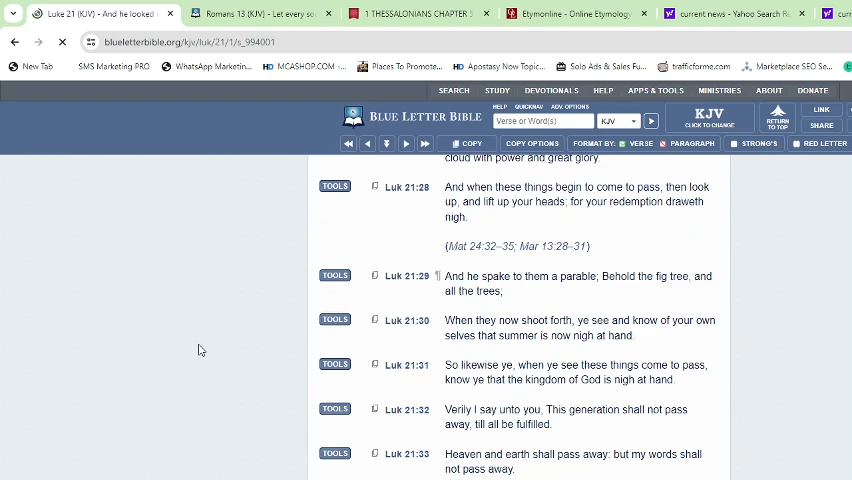 Luke 21 (KJV) - And he looked
Romans 13 (KJV) - Let every so
1 THESSALONIANS CHAPTER 5
Etymonline - Online Etymology
current news - Yahoo Search Re
curren
blueletterbible.org/kjv/luk/21/1/s_994001
New Tab
SMS Marketing PRO
WhatsApp Marketin...
HD MCASHOP.COM –...
Places To Promote...
HD Apostasy Now Topic...
Solo Ads & Sales Fu...
trafficforme.com
Marketplace SEO Se...
SEARCH STUDY DEVOTIONALS HELP APPS & TOOLS MINISTRIES ABOUT DONATE
BLUE LETTER BIBLE
HELP QUICKNAV ADV. OPTIONS
Verse or Word(s)
KJV
KJV
CLICK TO CHANGE
RETURN
TO TOP
LINK
SHARE
COPY COPY OPTIONS FORMAT BY: VERSE PARAGRAPH STRONG'S RED LETTER
cloud with power and great glory.
TOOLS Luk 21:28 And when these things begin to come to pass, then look
up, and lift up your heads; for your redemption draweth
nigh.
(Mat 24:32–35; Mar 13:28–31)
TOOLS Luk 21:29 ¶ And he spake to them a parable; Behold the fig tree, and
all the trees;
TOOLS Luk 21:30 When they now shoot forth, ye see and know of your own
selves that summer is now nigh at hand.
TOOLS Luk 21:31 So likewise ye, when ye see these things come to pass,
know ye that the kingdom of God is nigh at hand.
TOOLS Luk 21:32 Verily I say unto you, This generation shall not pass
away, till all be fulfilled.
TOOLS Luk 21:33 Heaven and earth shall pass away: but my words shall
not pass away.